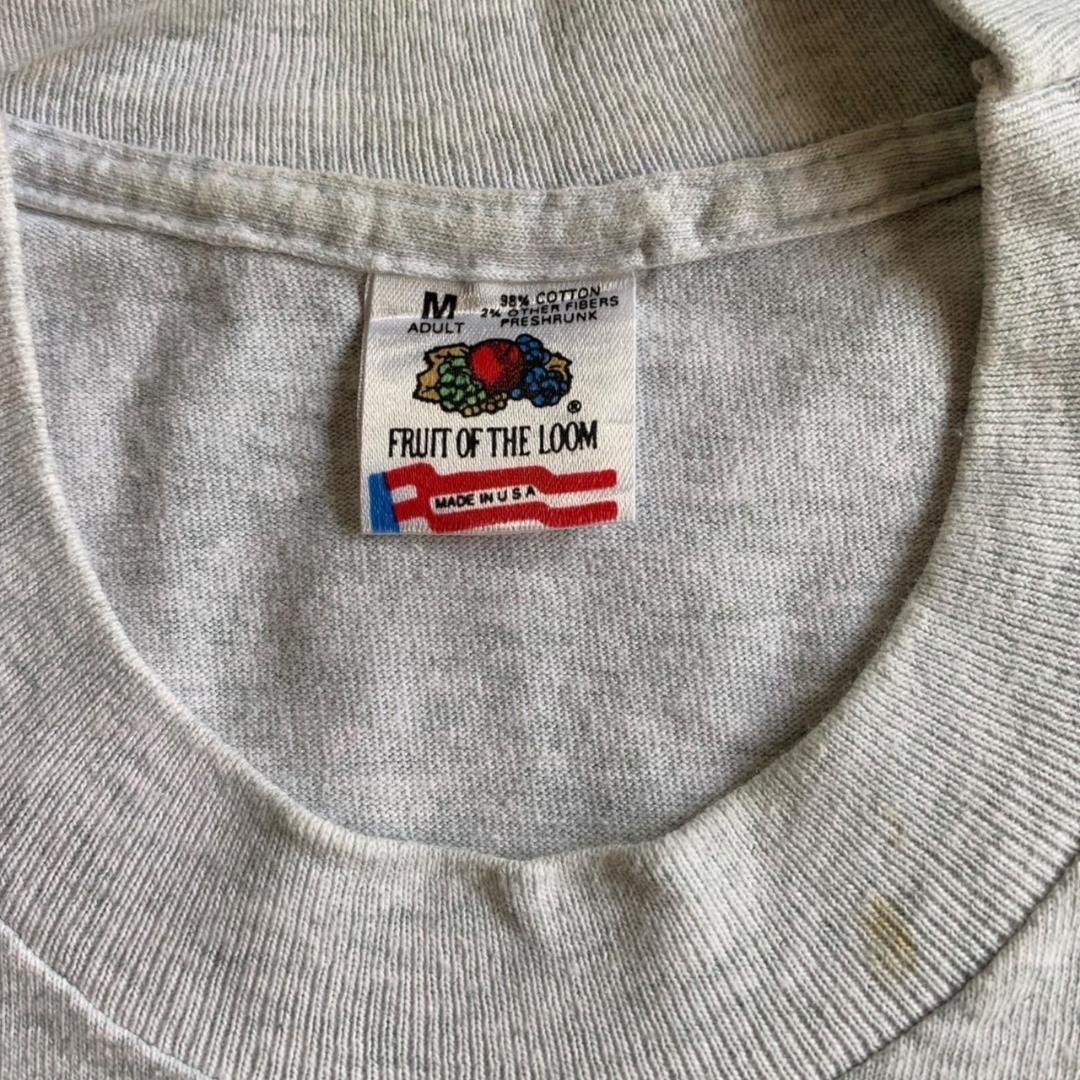 M
ADULT
98% COTTON
2% OTHER FIBERS
PRESHRUNK
®
FRUIT OF THE LOOM
MADE IN U S A